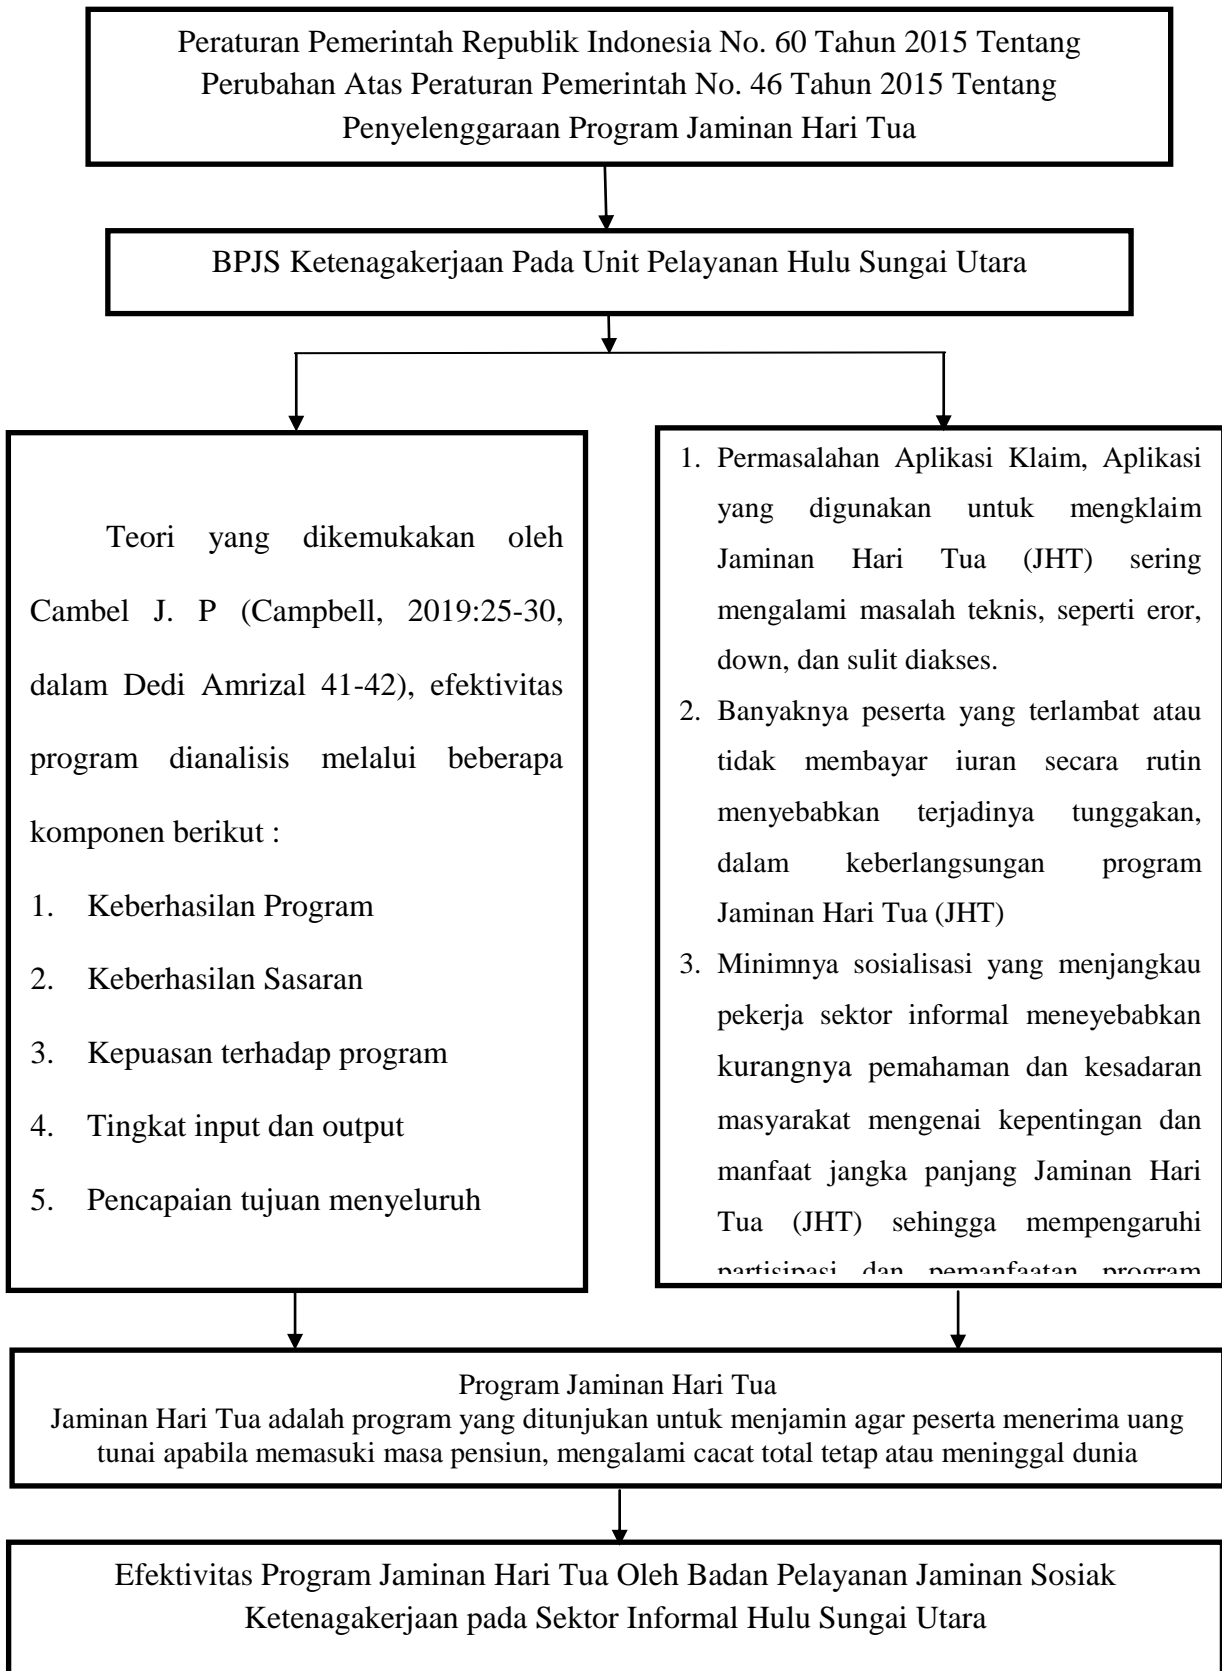 Peraturan Pemerintah Republik Indonesia No. 60 Tahun 2015 Tentang
Perubahan Atas Peraturan Pemerintah No. 46 Tahun 2015 Tentang
Penyelenggaraan Program Jaminan Hari Tua
BPJS Ketenagakerjaan Pada Unit Pelayanan Hulu Sungai Utara
Teori yang dikemukakan oleh
Cambel J. P (Campbell, 2019:25-30,
dalam Dedi Amrizal 41-42), efektivitas
program dianalisis melalui beberapa
komponen berikut :
1. Keberhasilan Program
2. Keberhasilan Sasaran
3. Kepuasan terhadap program
4. Tingkat input dan output
5. Pencapaian tujuan menyeluruh
1. Permasalahan Aplikasi Klaim, Aplikasi
yang digunakan untuk mengklaim
Jaminan Hari Tua (JHT) sering
mengalami masalah teknis, seperti eror,
down, dan sulit diakses.
2. Banyaknya peserta yang terlambat atau
tidak membayar iuran secara rutin
menyebabkan terjadinya tunggakan,
dalam keberlangsungan program
Jaminan Hari Tua (JHT)
3. Minimnya sosialisasi yang menjangkau
pekerja sektor informal meneyebabkan
kurangnya pemahaman dan kesadaran
masyarakat mengenai kepentingan dan
manfaat jangka panjang Jaminan Hari
Tua (JHT) sehingga mempengaruhi
partisipasi dan pemanfaatan program
Program Jaminan Hari Tua
Jaminan Hari Tua adalah program yang ditunjukan untuk menjamin agar peserta menerima uang
tunai apabila memasuki masa pensiun, mengalami cacat total tetap atau meninggal dunia
Efektivitas Program Jaminan Hari Tua Oleh Badan Pelayanan Jaminan Sosiak
Ketenagakerjaan pada Sektor Informal Hulu Sungai Utara